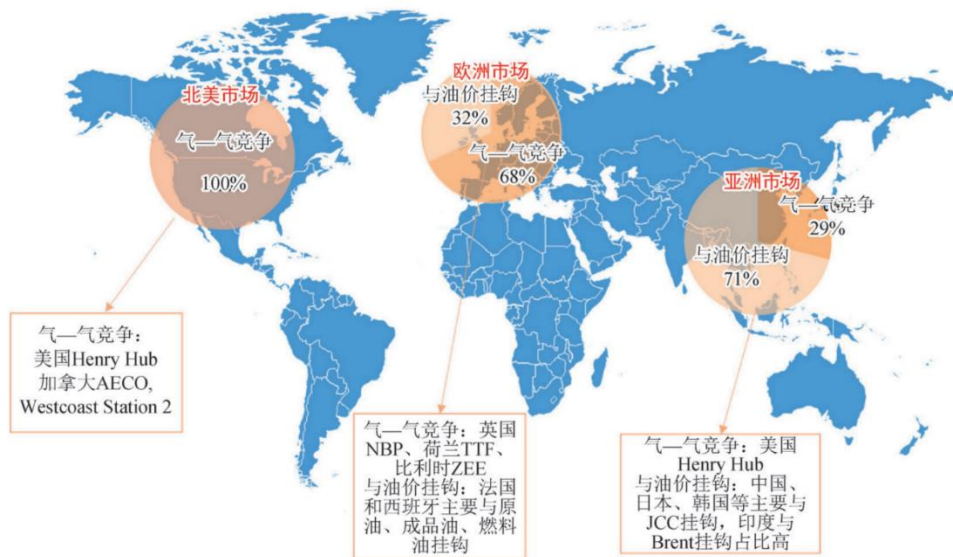 北美市场
气—气竞争
100%
欧洲市场
与油价挂钩
32%
气—气竞争
68%
亚洲市场
气—气竞争
29%
与油价挂钩
71%
气—气竞争：
美国Henry Hub
加拿大AECO,
Westcoast Station 2
气—气竞争：英国
NBP、荷兰TTF、
比利时ZEE
与油价挂钩：法国
和西班牙主要与原
油、成品油、燃料
油挂钩
气—气竞争：美国
Henry Hub
与油价挂钩：中国、
日本、韩国等主要与
JCC挂钩，印度与
Brent挂钩占比高